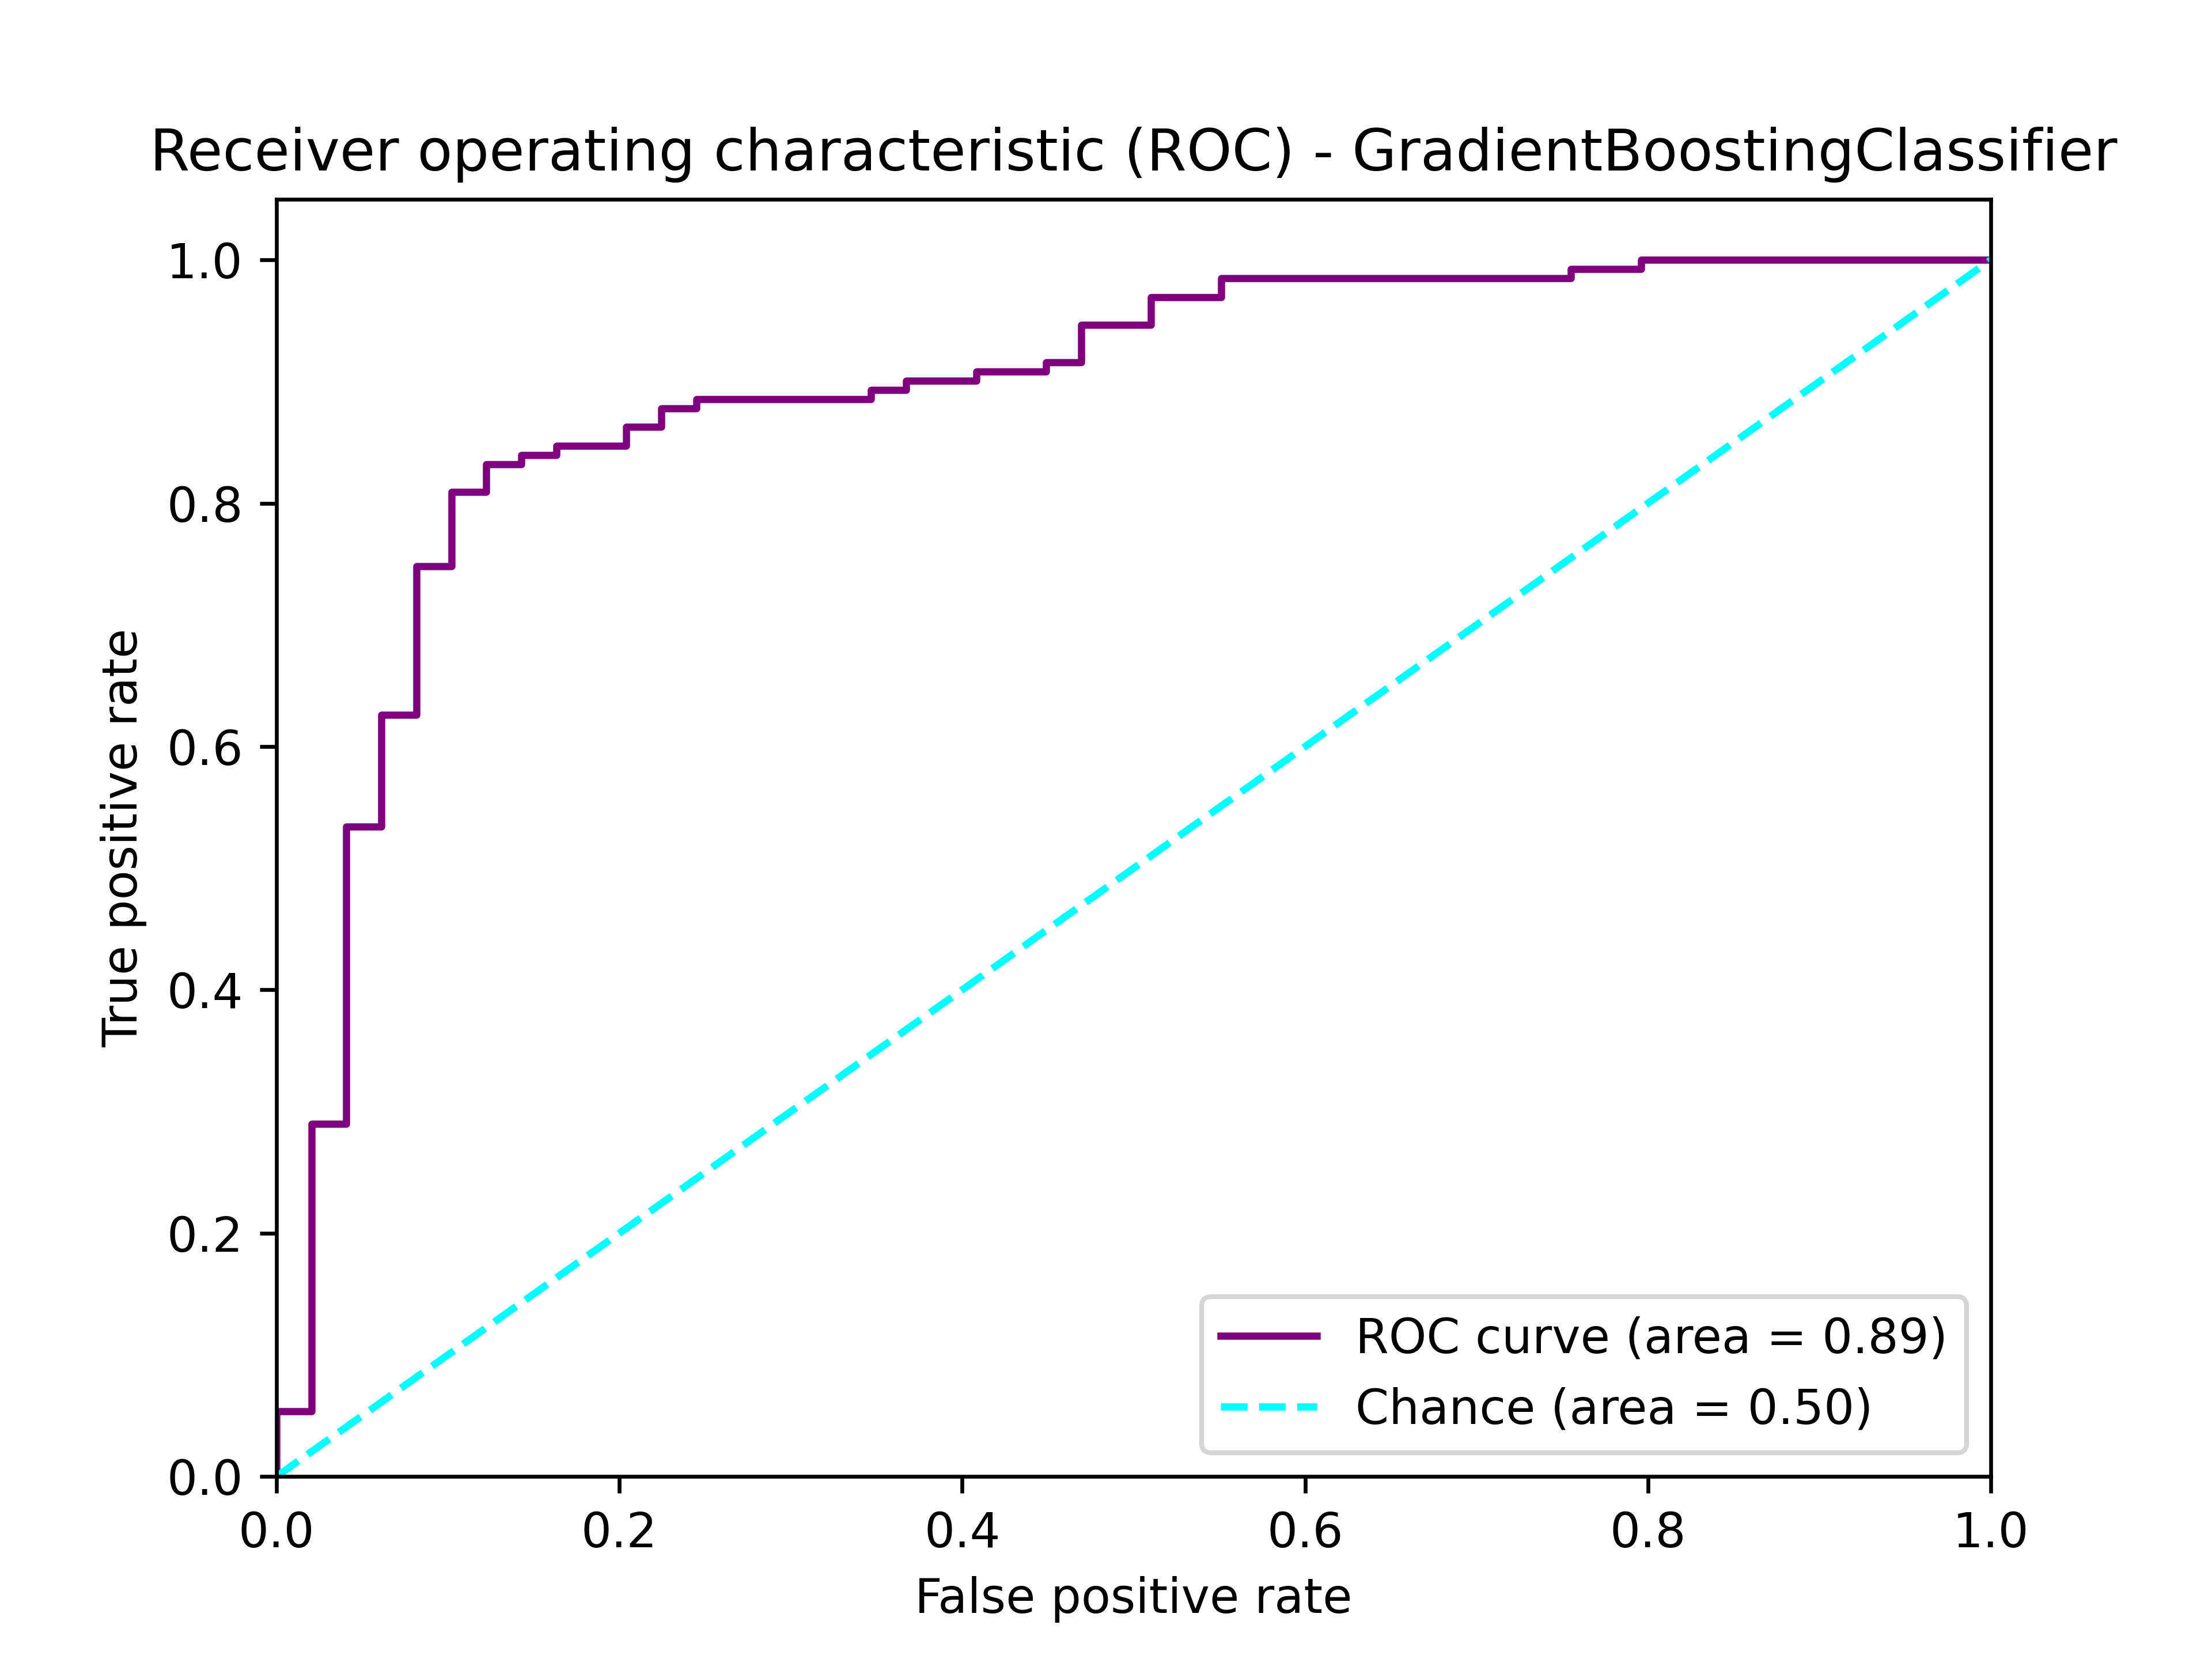 Receiver operating characteristic (ROC) - GradientBoostingClassifier
1.0
0.8
0.6
0.4
0.2
0.0
True positive rate
0.0 0.2 0.4 0.6 0.8 1.0
False positive rate
ROC curve (area = 0.89)
Chance (area = 0.50)